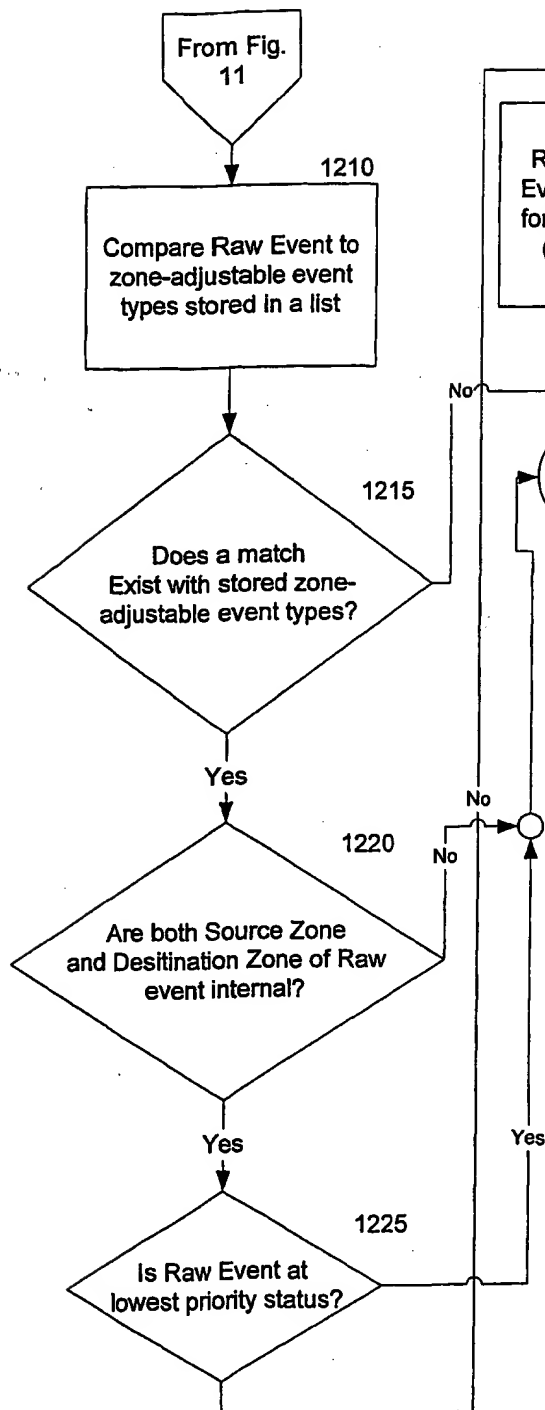 From Fig.
11
1210
Compare Raw Event to
zone-adjustable event
types stored in a list
R
Ev
for
(
No
1215
Does a match
Exist with stored zone-
adjustable event types?
Yes
No
1220
No
Are both Source Zone
and Desitination Zone of Raw
event internal?
Yes
Yes
1225
Is Raw Event at
lowest priority status?